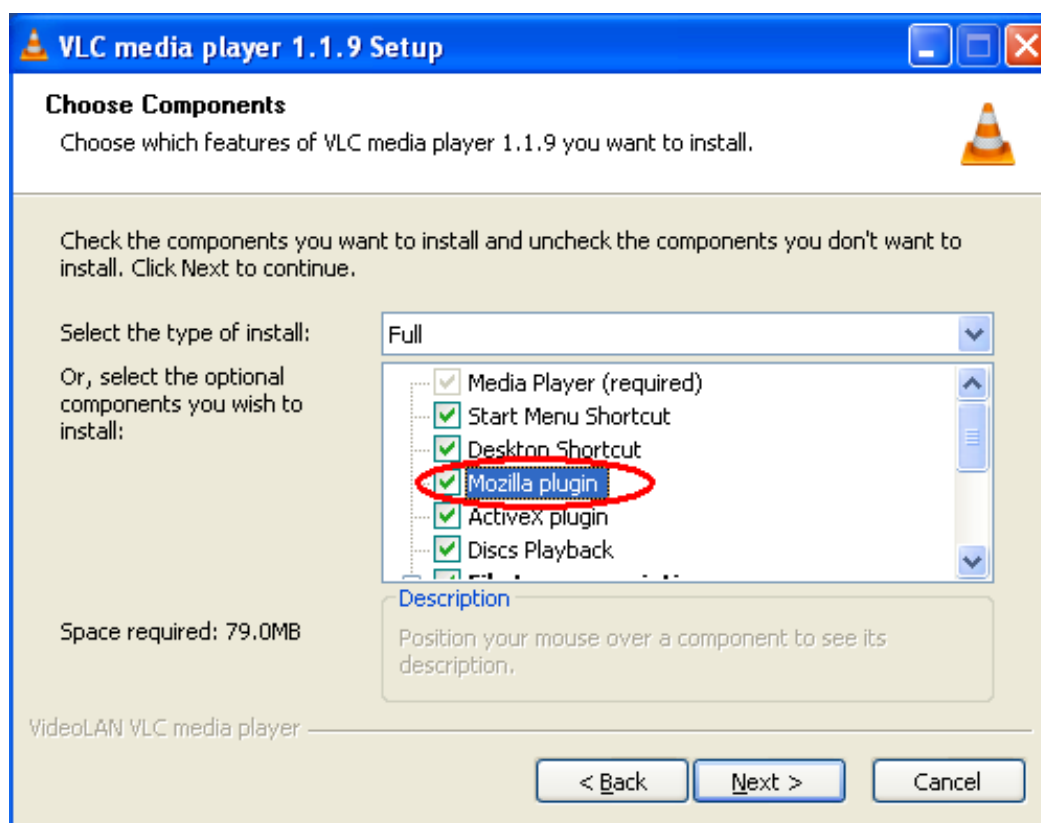 VLC media player 1.1.9 Setup
Choose Components
Choose which features of VLC media player 1.1.9 you want to install.
Check the components you want to install and uncheck the components you don't want to
install. Click Next to continue.
Select the type of install:
Full
Or, select the optional
components you wish to
install:
Media Player (required)
Start Menu Shortcut
Desktop Shortcut
Mozilla plugin
ActiveX plugin
Discs Playback
Space required: 79.0MB
Description
Position your mouse over a component to see its
description.
VideoLAN VLC media player
< Back
Next >
Cancel